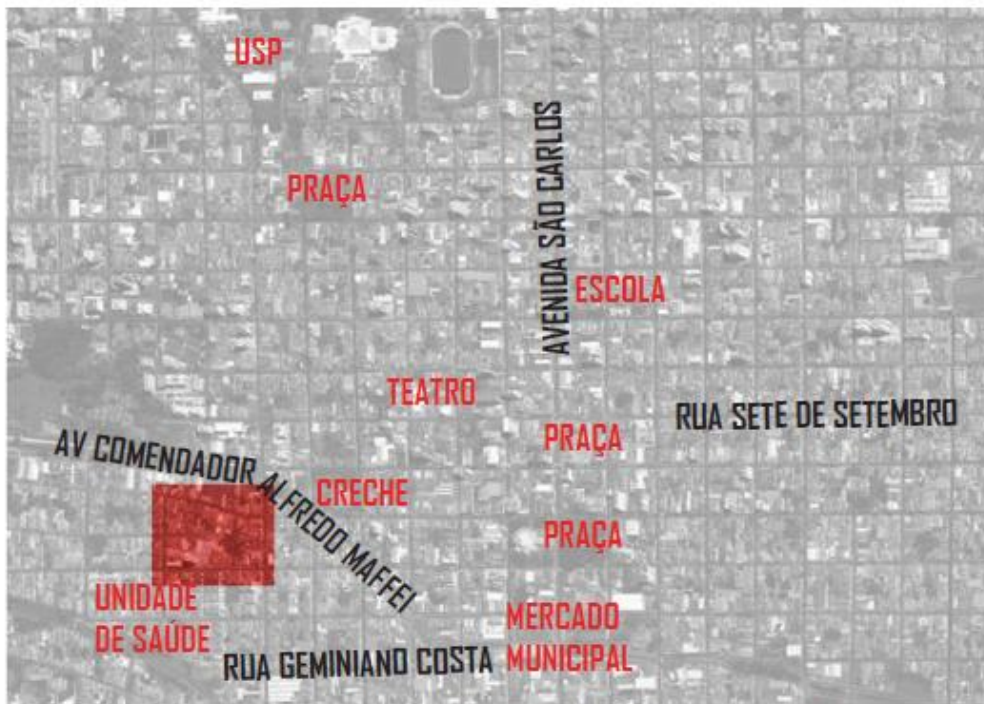 USP
AVENIDA SÃO CARLOS
PRAÇA
ESCOLA
TEATRO
RUA SETE DE SETEMBRO
PRAÇA
AV COMENDADOR ALFREDO MAFFEI
CRECHE
PRAÇA
UNIDADE
DE SAÚDE
MERCADO
MUNICIPAL
RUA GEMINIANO COSTA